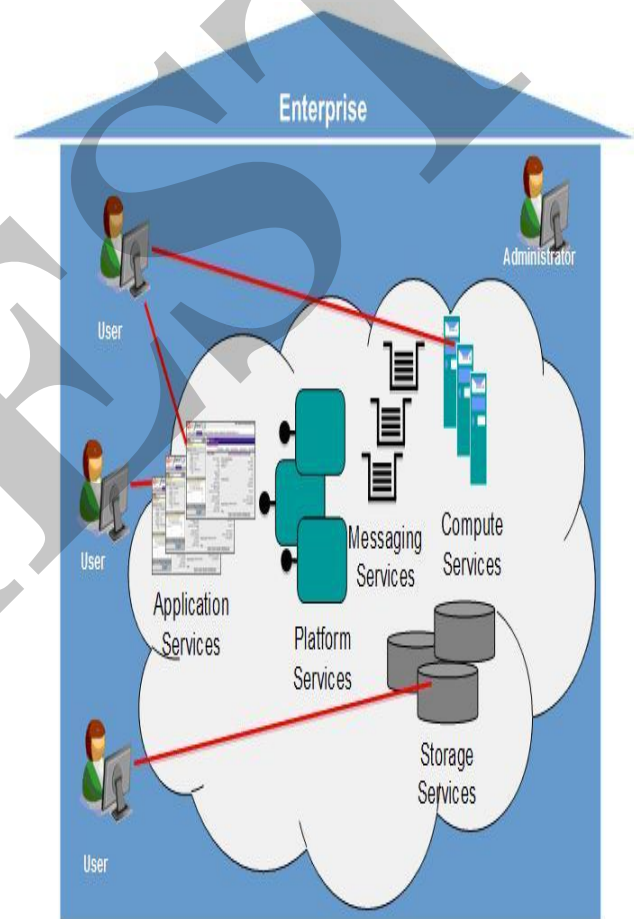 Enterprise
Administrator
User
User
Messaging
Services
Compute
Services
Application
Services
Platform
Services
Storage
Services
User